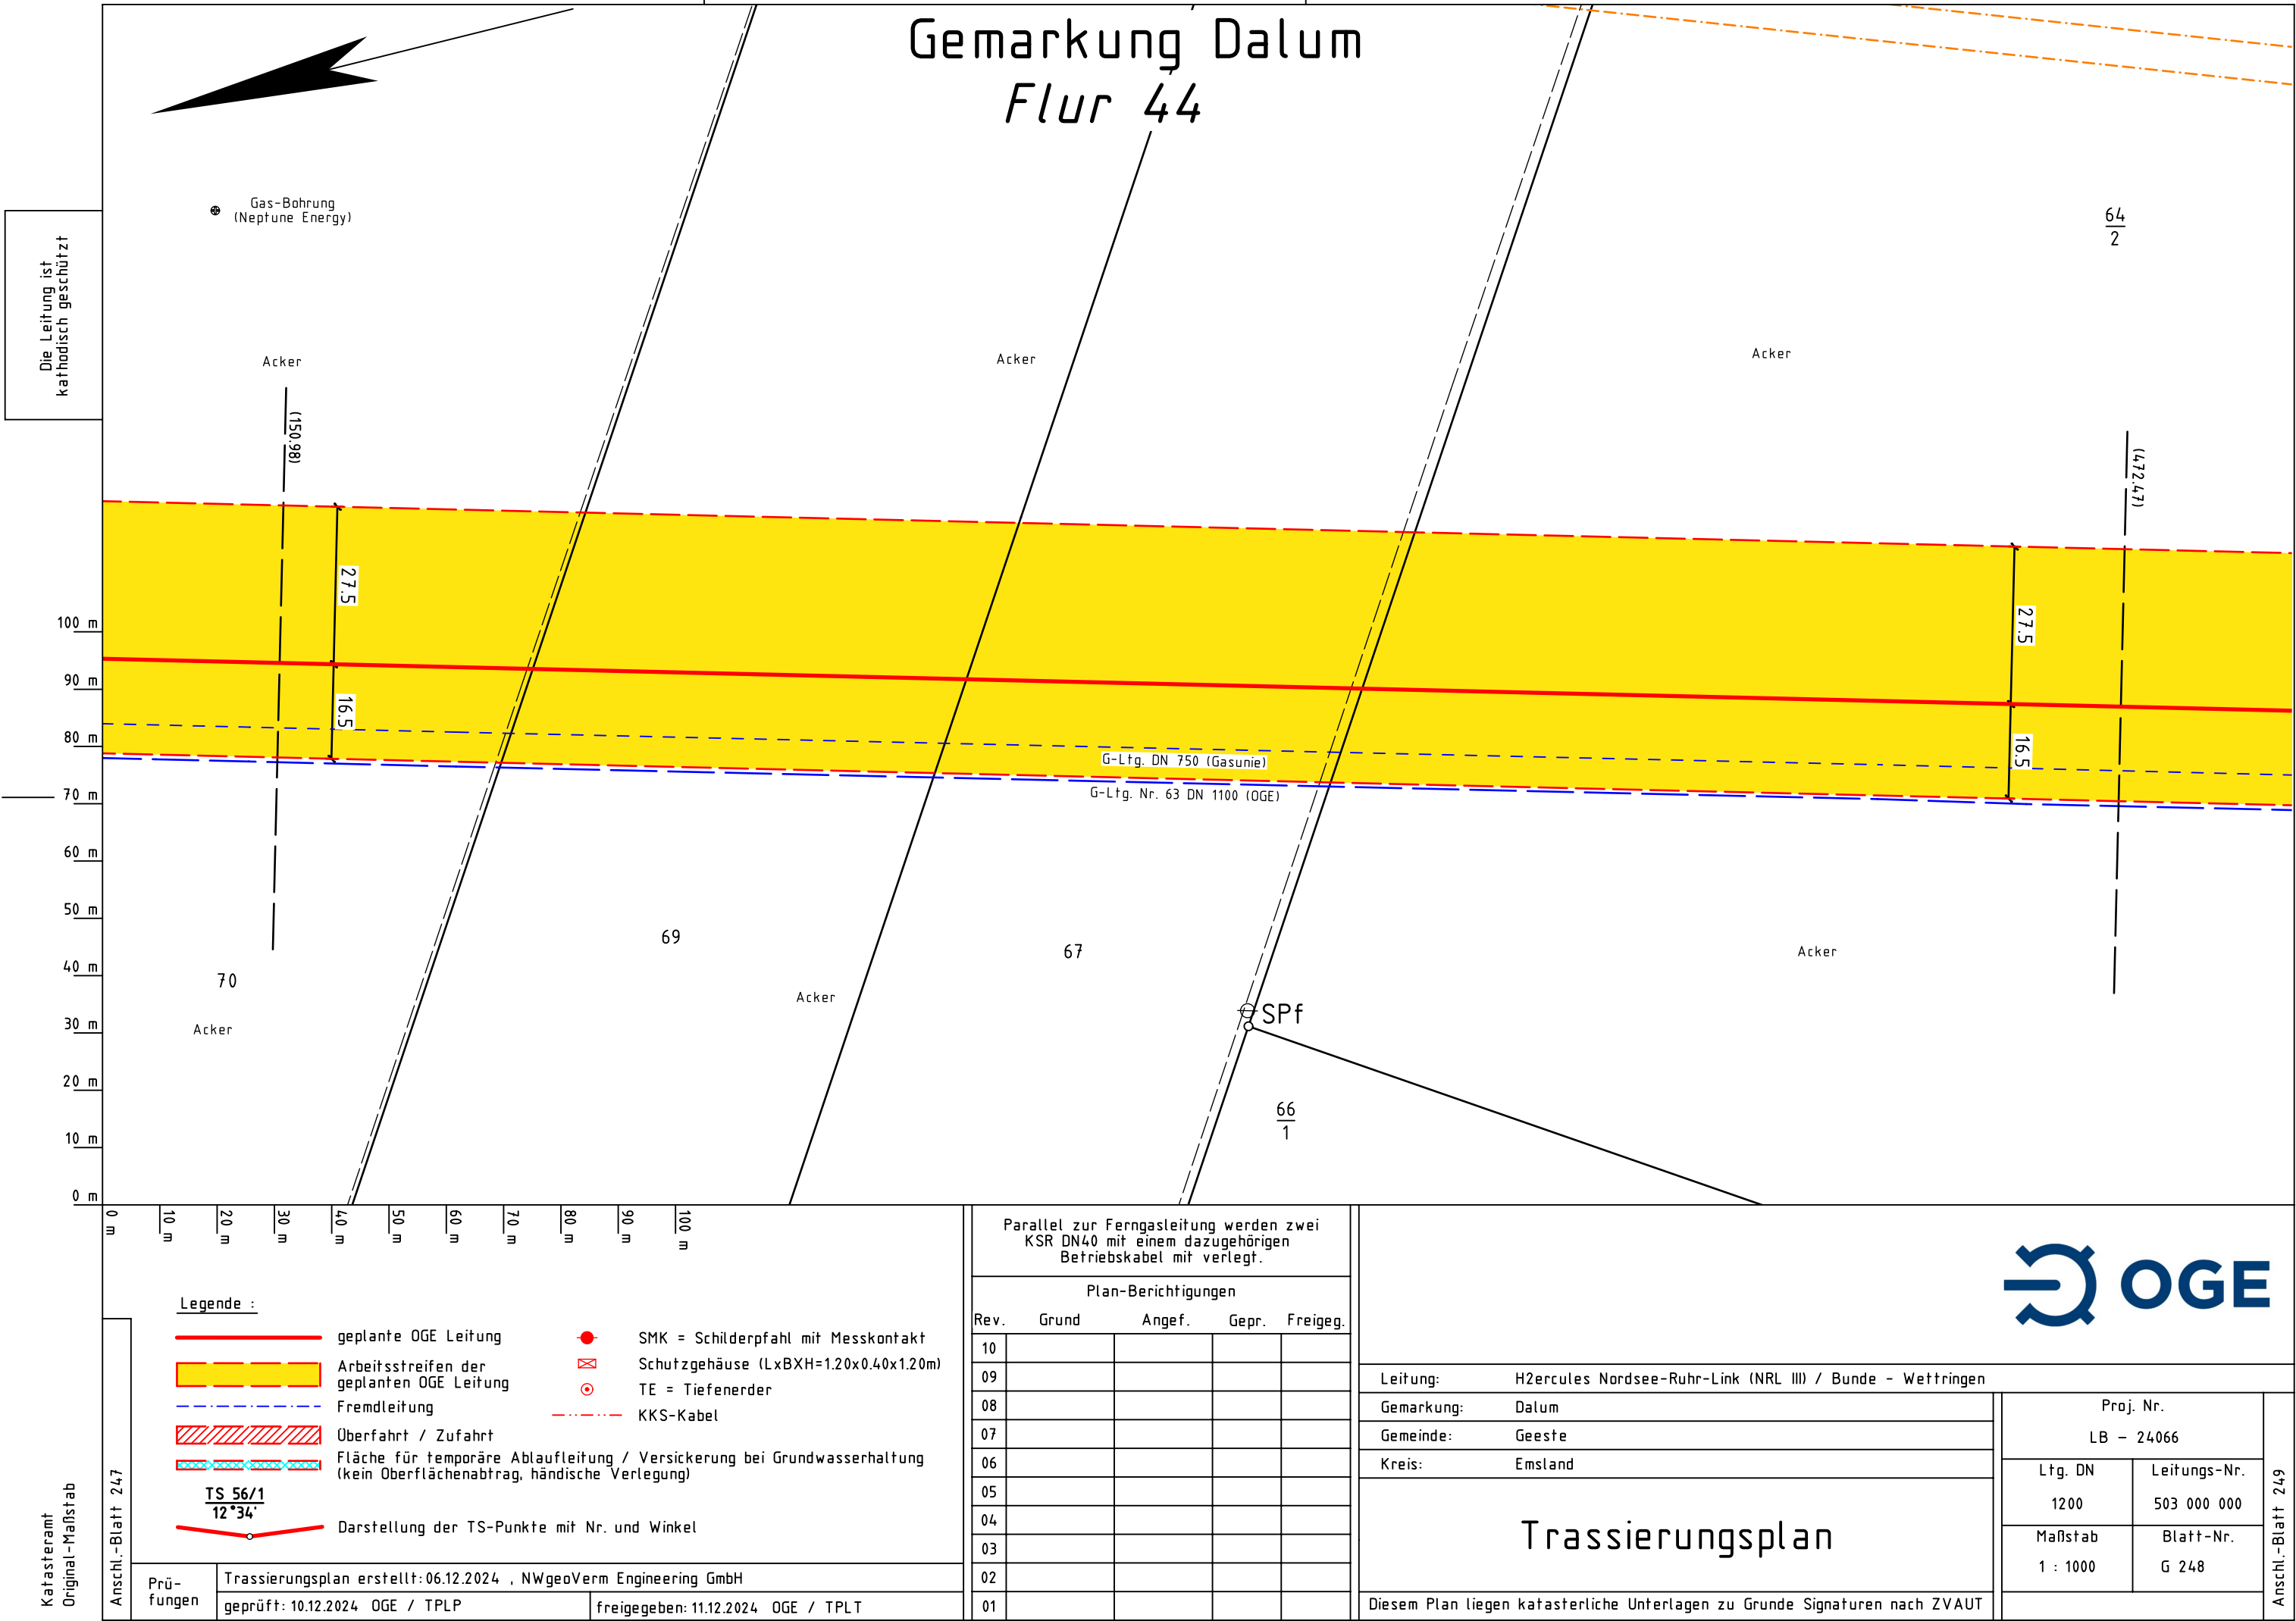 Gemarkung Dalum
Flur 44
Gas-Bohrung
(Neptune Energy)
64
2
Die Leitung ist
kathodisch geschützt
Acker
Acker
Acker
(150.98)
(472.47)
27.5
27.5
16.5
16.5
G-Ltg. DN 750 (Gasunie)
G-Ltg. Nr. 63 DN 1100 (OGE)
100 m
90 m
80 m
70 m
60 m
50 m
40 m
30 m
20 m
10 m
0 m
69
67
Acker
70
Acker
Acker
SPf
66
1
0 m
10 m
20 m
30 m
40 m
50 m
60 m
70 m
80 m
90 m
100 m
Legende :
geplante OGE Leitung
Arbeitsstreifen der
geplanten OGE Leitung
Fremdleitung
Überfahrt / Zufahrt
Fläche für temporäre Ablaufleitung / Versickerung bei Grundwasserhaltung
(kein Oberflächenabtrag, händische Verlegung)
TS 56/1
12°34'
Darstellung der TS-Punkte mit Nr. und Winkel
SMK = Schilderpfahl mit Messkontakt
Schutzgehäuse (LxBXH=1.20x0.40x1.20m)
TE = Tiefenerder
KKS-Kabel
Katasteramt
Original-Maßstab
Anschl.-Blatt 247
Prü-
fungen
Trassierungsplan erstellt: 06.12.2024 , NWgeoVerm Engineering GmbH
geprüft: 10.12.2024 OGE / TPLP
freigegeben: 11.12.2024 OGE / TPLT
Parallel zur Ferngasleitung werden zwei
KSR DN40 mit einem dazugehörigen
Betriebskabel mit verlegt.
Plan-Berichtigungen
Rev. Grund Angef. Gepr. Freigeg.
10
09
08
07
06
05
04
03
02
01
OGE
Leitung: H2ercules Nordsee-Ruhr-Link (NRL III) / Bunde - Wettringen
Gemarkung: Dalum
Gemeinde: Geeste
Kreis: Emsland
Trassierungsplan
Diesem Plan liegen katasterliche Unterlagen zu Grunde Signaturen nach ZVAUT
Proj. Nr.
LB - 24066
Ltg. DN Leitungs-Nr.
1200 503 000 000
Maßstab Blatt-Nr.
1 : 1000 G 248
Anschl.-Blatt 249